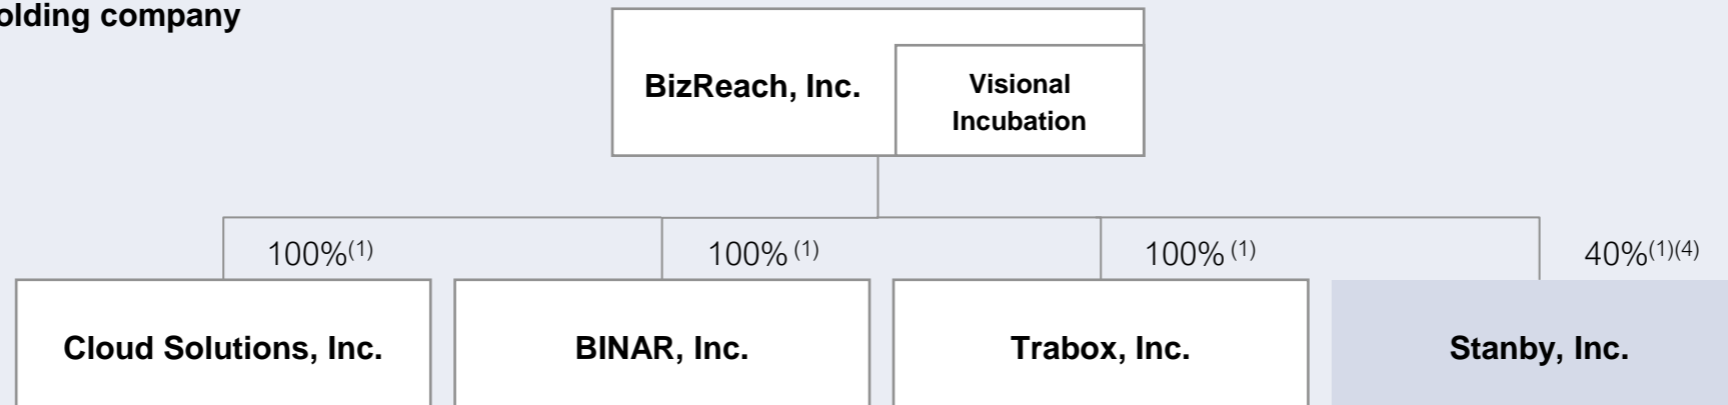 olding company
BizReach, Inc.
Visional
Incubation
100%(1)
100% (1)
100% (1)
40%(1)(4)
Cloud Solutions, Inc.
BINAR, Inc.
Trabox, Inc.
Stanby, Inc.